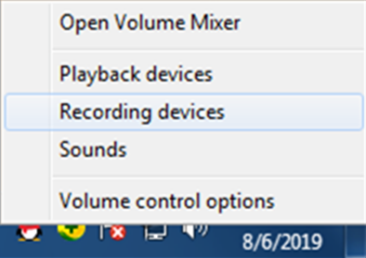 Open Volume Mixer
Playback devices
Recording devices
Sounds
Volume control options
8/6/2019